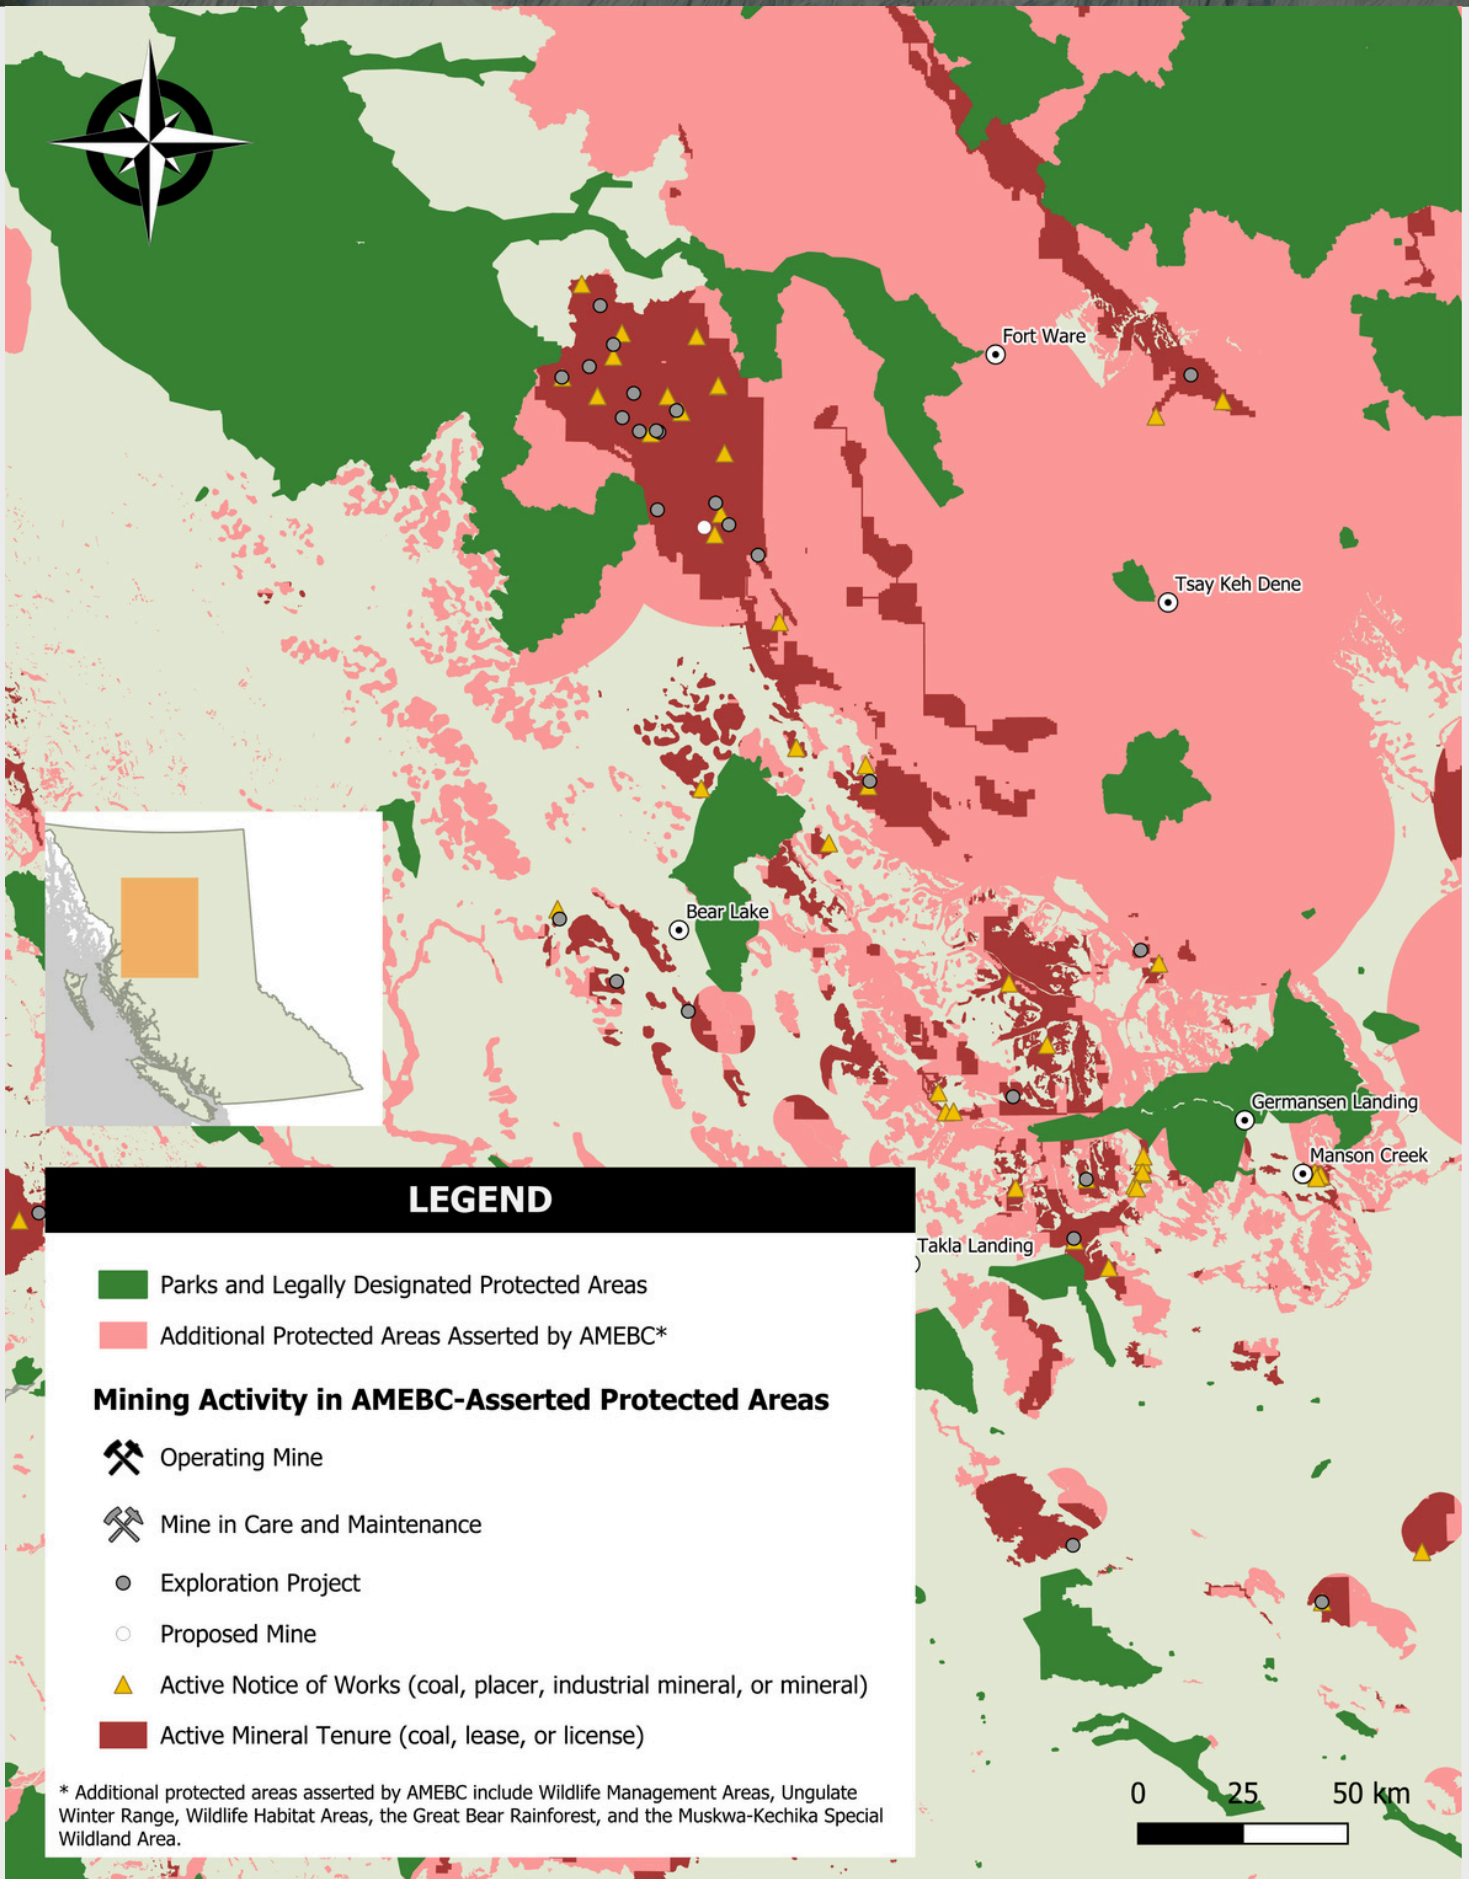 Fort Ware
Tsay Keh Dene
Bear Lake
Germansen Landing
Manson Creek
Takla Landing
LEGEND
Parks and Legally Designated Protected Areas
Additional Protected Areas Asserted by AMEBC*
Mining Activity in AMEBC-Asserted Protected Areas
Operating Mine
Mine in Care and Maintenance
Exploration Project
Proposed Mine
Active Notice of Works (coal, placer, industrial mineral, or mineral)
Active Mineral Tenure (coal, lease, or license)
* Additional protected areas asserted by AMEBC include Wildlife Management Areas, Ungulate
Winter Range, Wildlife Habitat Areas, the Great Bear Rainforest, and the Muskwa-Kechika Special
Wildland Area.
0 25 50 km